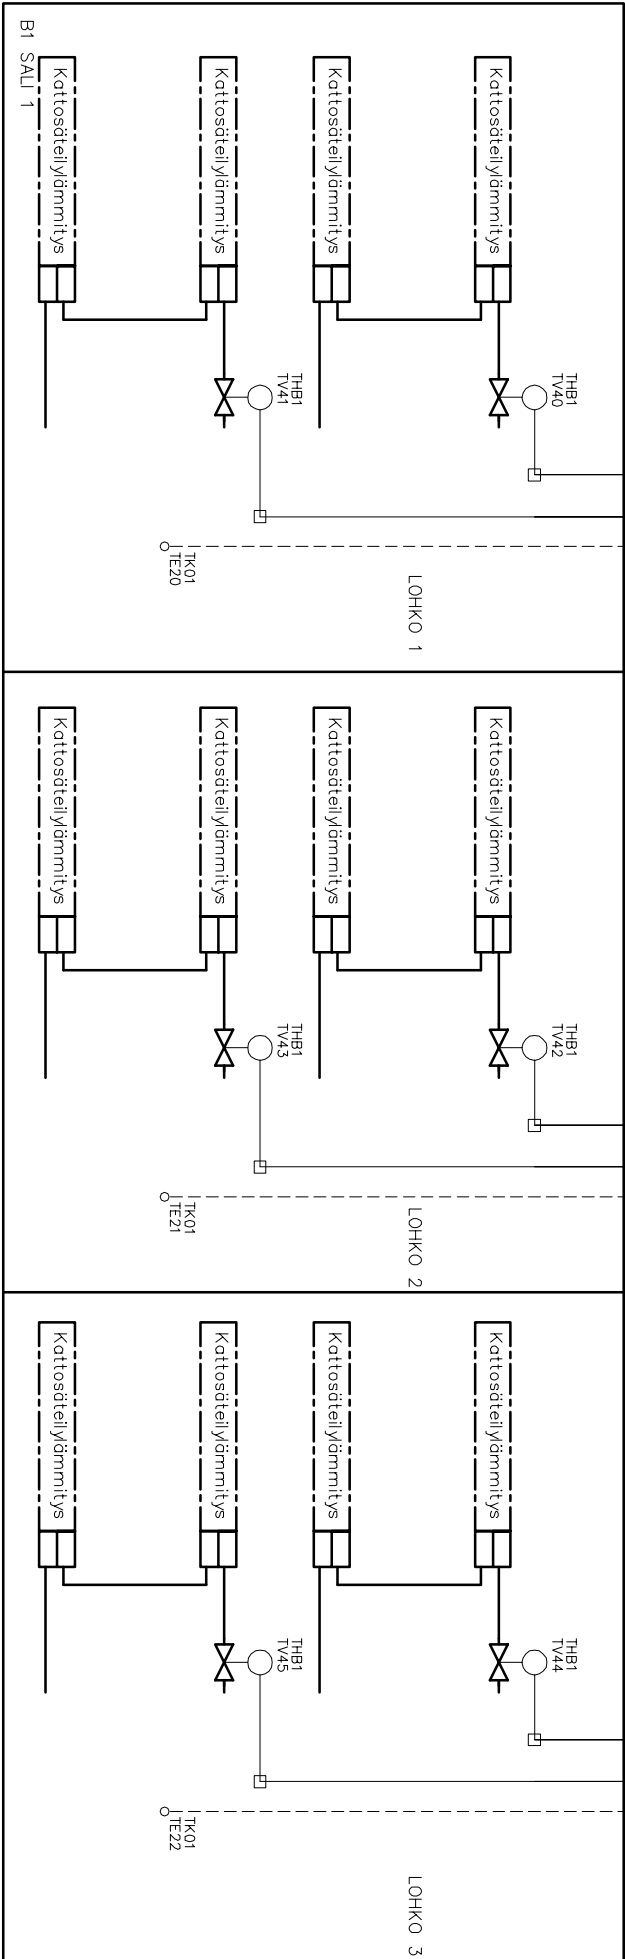 Kattosäteilylämmitys
THB1
TV40
Kattosäteilylämmitys
LOHKO 1
Kattosäteilylämmitys
THB1
TV41
TK01
TE20
Kattosäteilylämmitys
B1 SALI 1
Kattosäteilylämmitys
THB1
TV42
Kattosäteilylämmitys
LOHKO 2
Kattosäteilylämmitys
THB1
TV43
TK01
TE21
Kattosäteilylämmitys
Kattosäteilylämmitys
THB1
TV44
Kattosäteilylämmitys
LOHKO 3
Kattosäteilylämmitys
THB1
TV45
TK01
TE22
Kattosäteilylämmitys